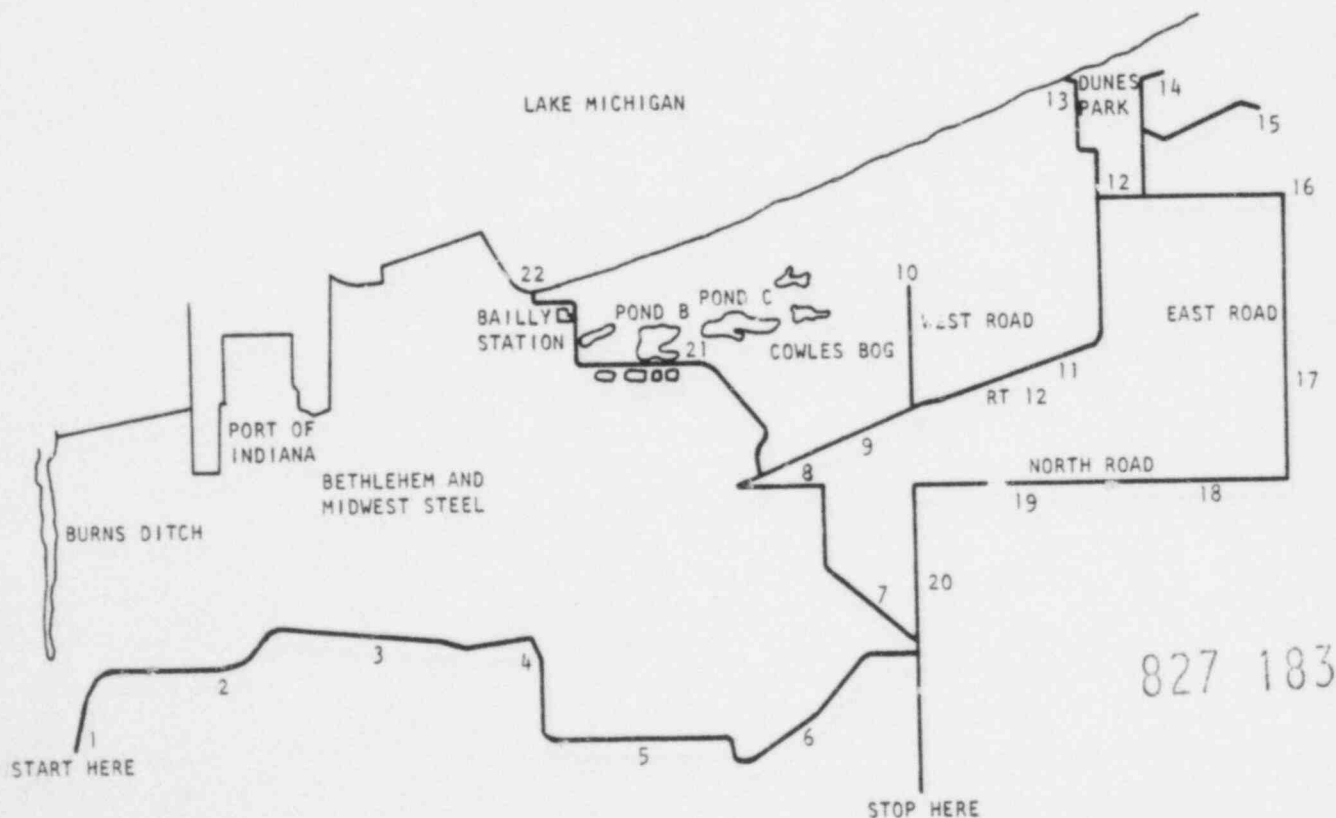 LAKE MICHIGAN
13
DUNES
PARK
14
15
12
16
22
10
POND B
POND C
BAILLY
STATION
21
COWLES BOG
WEST ROAD
EAST ROAD
11
RT 12
17
9
PORT OF
INDIANA
8
NORTH ROAD
BETHLEHEM AND
MIDWEST STEEL
19
18
BURNS DITCH
7
20
3
4
2
827 183
1
5
6
START HERE
STOP HERE